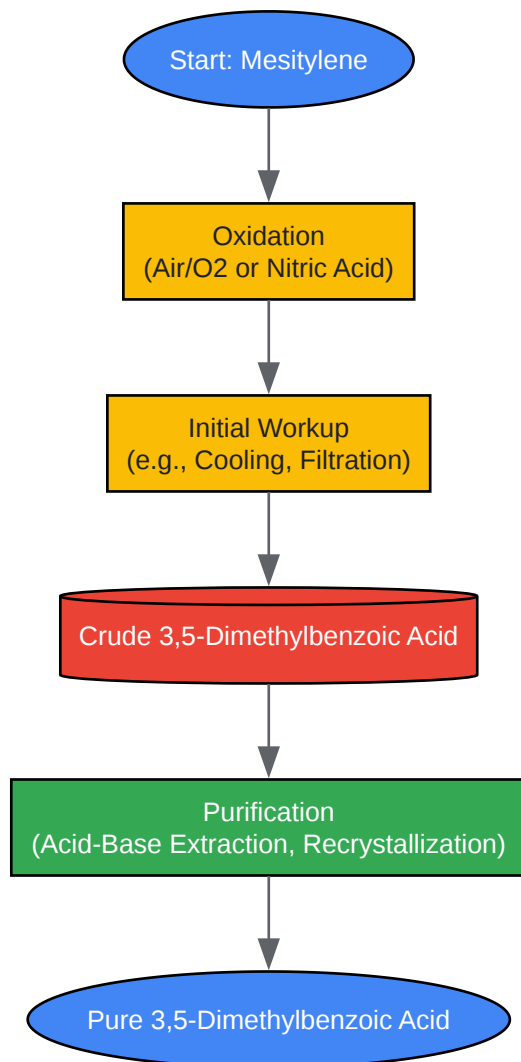 Start: Mesitylene
Oxidation
(Air/O2 or Nitric Acid)
Initial Workup
(e.g., Cooling, Filtration)
Crude 3,5-Dimethylbenzoic Acid
Purification
(Acid-Base Extraction, Recrystallization)
Pure 3,5-Dimethylbenzoic Acid